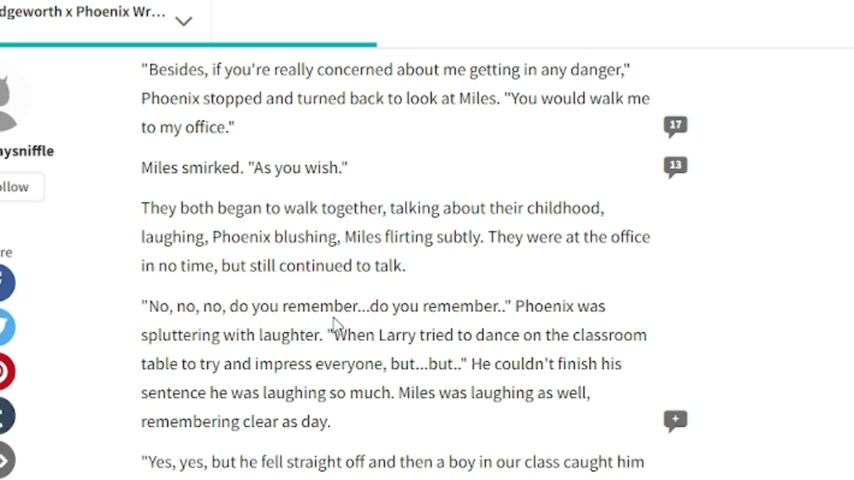 dgeworth x Phoenix Wr...
"Besides, if you're really concerned about me getting in any danger,"
Phoenix stopped and turned back to look at Miles. "You would walk me
to my office."
17
aysniffle
Miles smirked. "As you wish."
13
ollow
They both began to walk together, talking about their childhood,
laughing, Phoenix blushing, Miles flirting subtly. They were at the office
in no time, but still continued to talk.
re
"No, no, no, do you remember...do you remember.." Phoenix was
spluttering with laughter. "When Larry tried to dance on the classroom
table to try and impress everyone, but...but.." He couldn't finish his
sentence he was laughing so much. Miles was laughing as well,
remembering clear as day.
+
"Yes, yes, but he fell straight off and then a boy in our class caught him